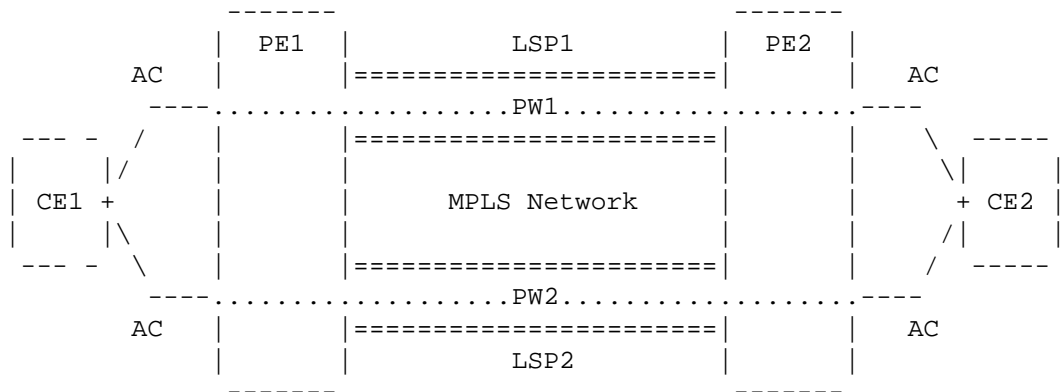 PE1 LSP1 PE2
AC AC
PW1
CE1 MPLS Network CE2
PW2
AC AC
LSP2